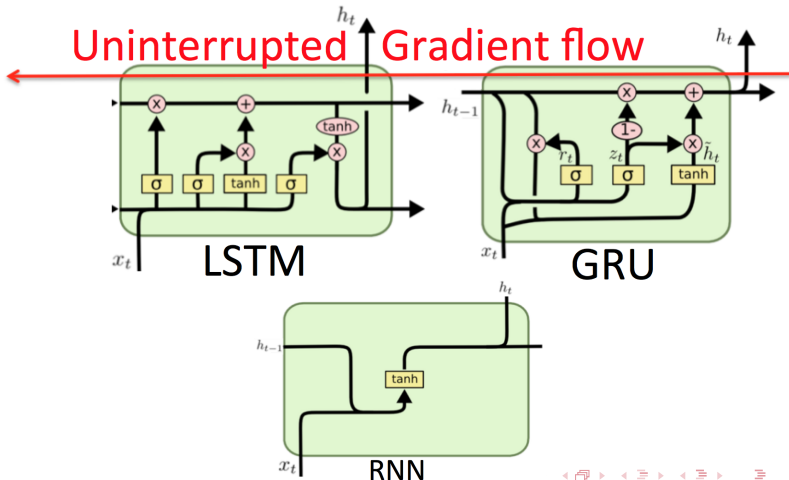 h_t
Uninterrupted Gradient flow
h_t
x + tanh x x
σ σ tanh σ
x_t
LSTM
h_{t-1}
x + 1- x x
r_t z_t h̃_t
σ σ tanh
x_t
GRU
h_t
h_{t-1}
tanh
x_t
RNN